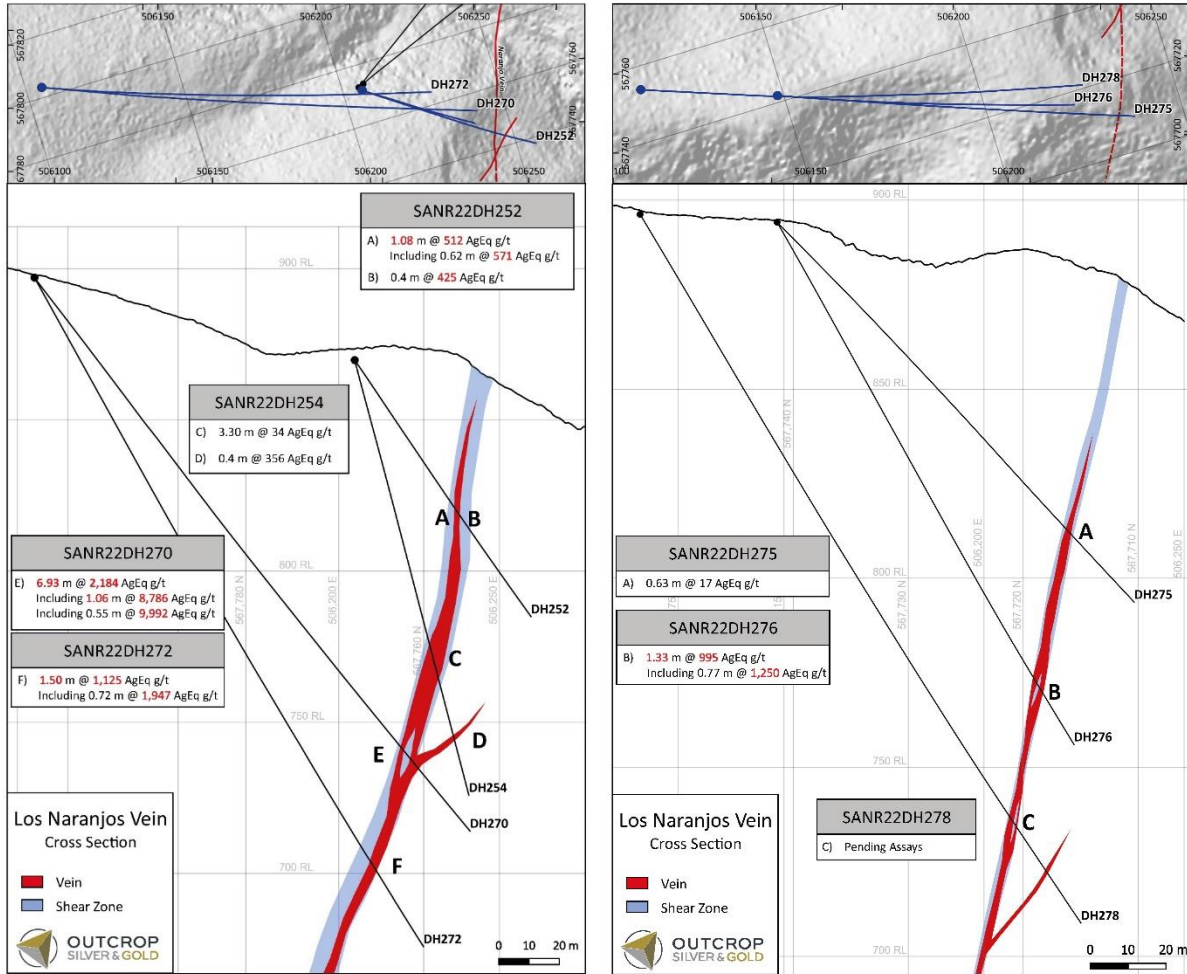 506150
506200
506250
567820
567800
567780
567760
567740
Naranjo Vein
DH272
DH270
DH252
506100
506150
506200
506250
SANR22DH252
A) 1.08 m @ 512 AgEq g/t
Including 0.62 m @ 571 AgEq g/t
B) 0.4 m @ 425 AgEq g/t
900 RL
SANR22DH254
C) 3.30 m @ 34 AgEq g/t
D) 0.4 m @ 356 AgEq g/t
A
B
SANR22DH270
E) 6.93 m @ 2,184 AgEq g/t
Including 1.06 m @ 8,786 AgEq g/t
Including 0.55 m @ 9,992 AgEq g/t
800 RL
567,780 N
506,200 E
567,760 N
506,250 E
DH252
SANR22DH272
F) 1.50 m @ 1,125 AgEq g/t
Including 0.72 m @ 1,947 AgEq g/t
C
750 RL
D
E
DH254
DH270
F
700 RL
DH272
Los Naranjos Vein
Cross Section
Vein
Shear Zone
OUTCROP
SILVER & GOLD
0 10 20 m
506150
506200
506250
567760
567740
567720
567700
DH278
DH276
DH275
506150
506200
900 RL
850 RL
567,740 N
A
800 RL
506,200 E
567,710 N
506,250 E
DH275
SANR22DH275
A) 0.63 m @ 17 AgEq g/t
567,730 N
567,720 N
SANR22DH276
B) 1.33 m @ 995 AgEq g/t
Including 0.77 m @ 1,250 AgEq g/t
B
DH276
750 RL
SANR22DH278
C) Pending Assays
C
DH278
700 RL
Los Naranjos Vein
Cross Section
Vein
Shear Zone
OUTCROP
SILVER & GOLD
0 10 20 m